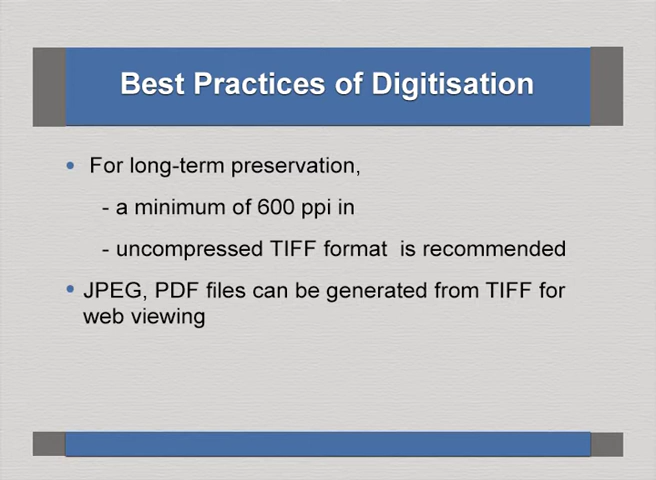 Best Practices of Digitisation
• For long-term preservation,
- a minimum of 600 ppi in
- uncompressed TIFF format is recommended
• JPEG, PDF files can be generated from TIFF for
web viewing